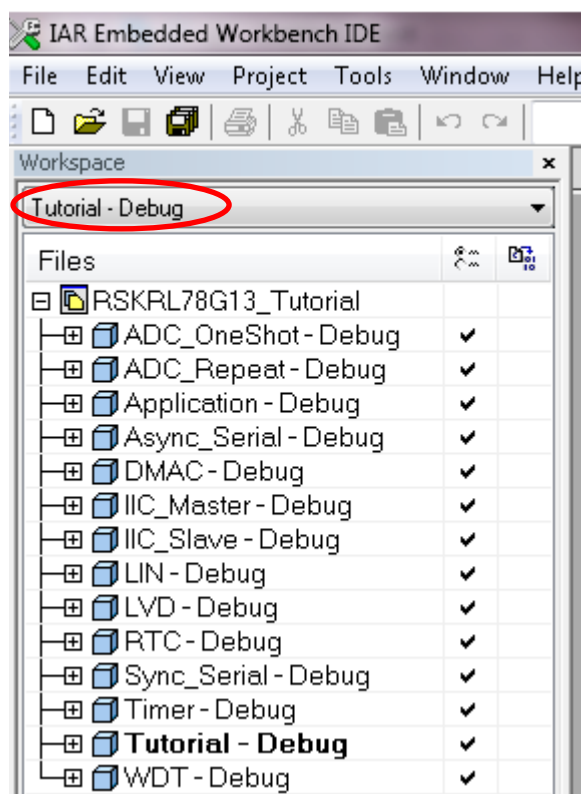 IAR Embedded Workbench IDE
File Edit View Project Tools Window Help
Workspace
Tutorial - Debug
Files
RSKRL78G13_Tutorial
ADC_OneShot - Debug
ADC_Repeat - Debug
Application - Debug
Async_Serial - Debug
DMAC - Debug
IIC_Master - Debug
IIC_Slave - Debug
LIN - Debug
LVD - Debug
RTC - Debug
Sync_Serial - Debug
Timer - Debug
Tutorial - Debug
WDT - Debug